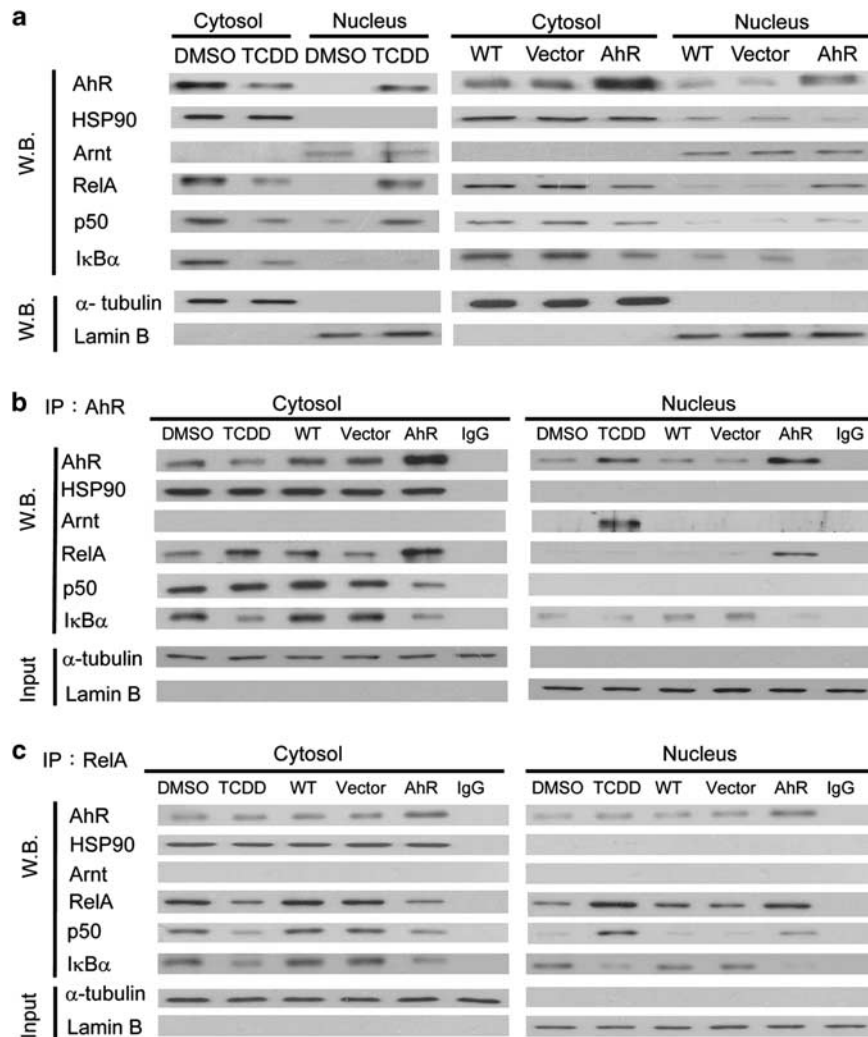 a
Cytosol Nucleus Cytosol Nucleus
DMSO TCDD DMSO TCDD WT Vector AhR WT Vector AhR
W.B.
AhR
HSP90
Arnt
RelA
p50
IκBα
W.B.
α- tubulin
Lamin B
b IP : AhR
Cytosol Nucleus
DMSO TCDD WT Vector AhR IgG DMSO TCDD WT Vector AhR IgG
W.B.
AhR
HSP90
Arnt
RelA
p50
IκBα
Input
α-tubulin
Lamin B
c IP : RelA
Cytosol Nucleus
DMSO TCDD WT Vector AhR IgG DMSO TCDD WT Vector AhR IgG
W.B.
AhR
HSP90
Arnt
RelA
p50
IκBα
Input
α-tubulin
Lamin B